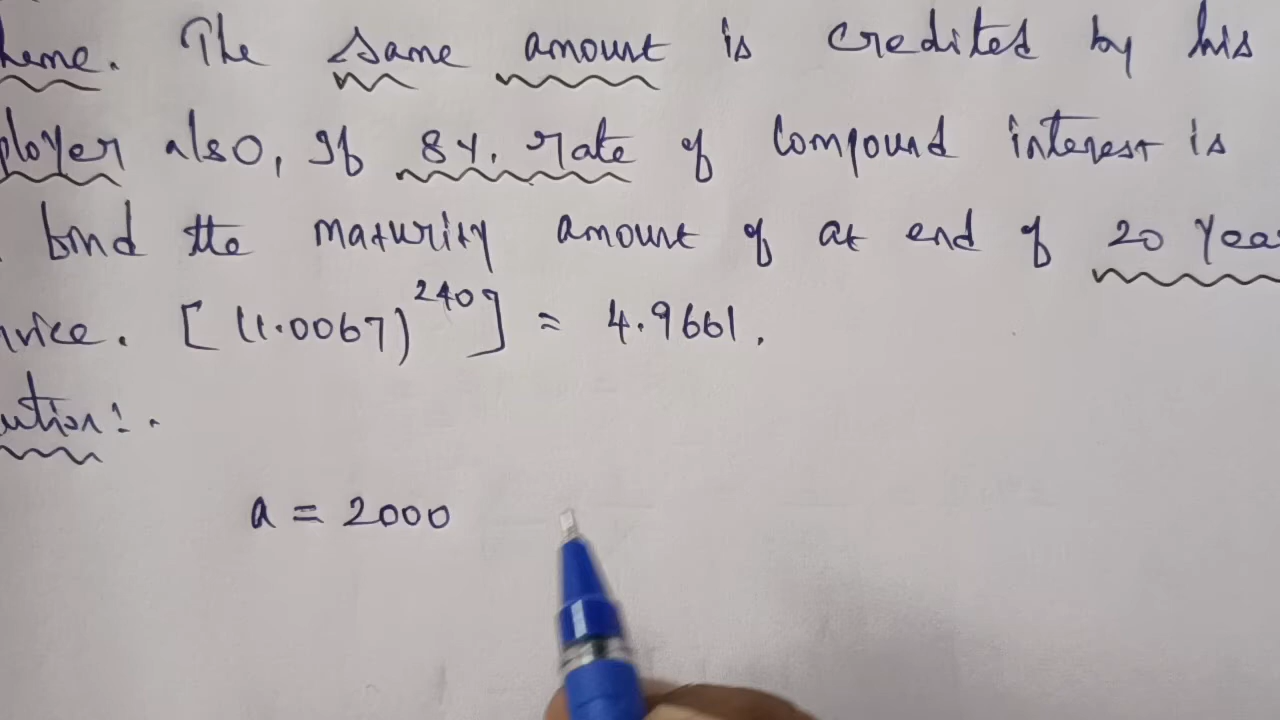 heme. The same amount is credited by his
ployer also, If 8%. rate of compound interest is
find the maturity amount of at end of 20 Year
rvice. [(1.0067)^240] = 4.9661.
ution:.
a = 2000